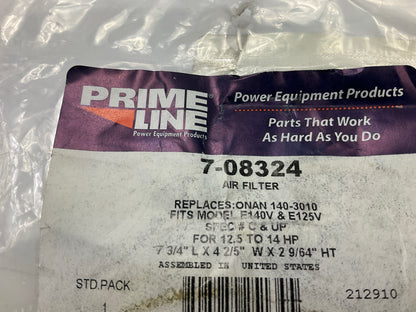 PRIME
LINE
Power Equipment Products
Power Equipment Products
Parts That Work
As Hard As You Do
7-08324
AIR FILTER
REPLACES:ONAN 140-3010
FITS MODEL E140V & E125V
SPEC # C & UP
FOR 12.5 TO 14 HP
7 3/4" L X 4 2/5" W X 2 9/64" HT
ASSEMBLED IN UNITED STATES
STD.PACK
1
212910